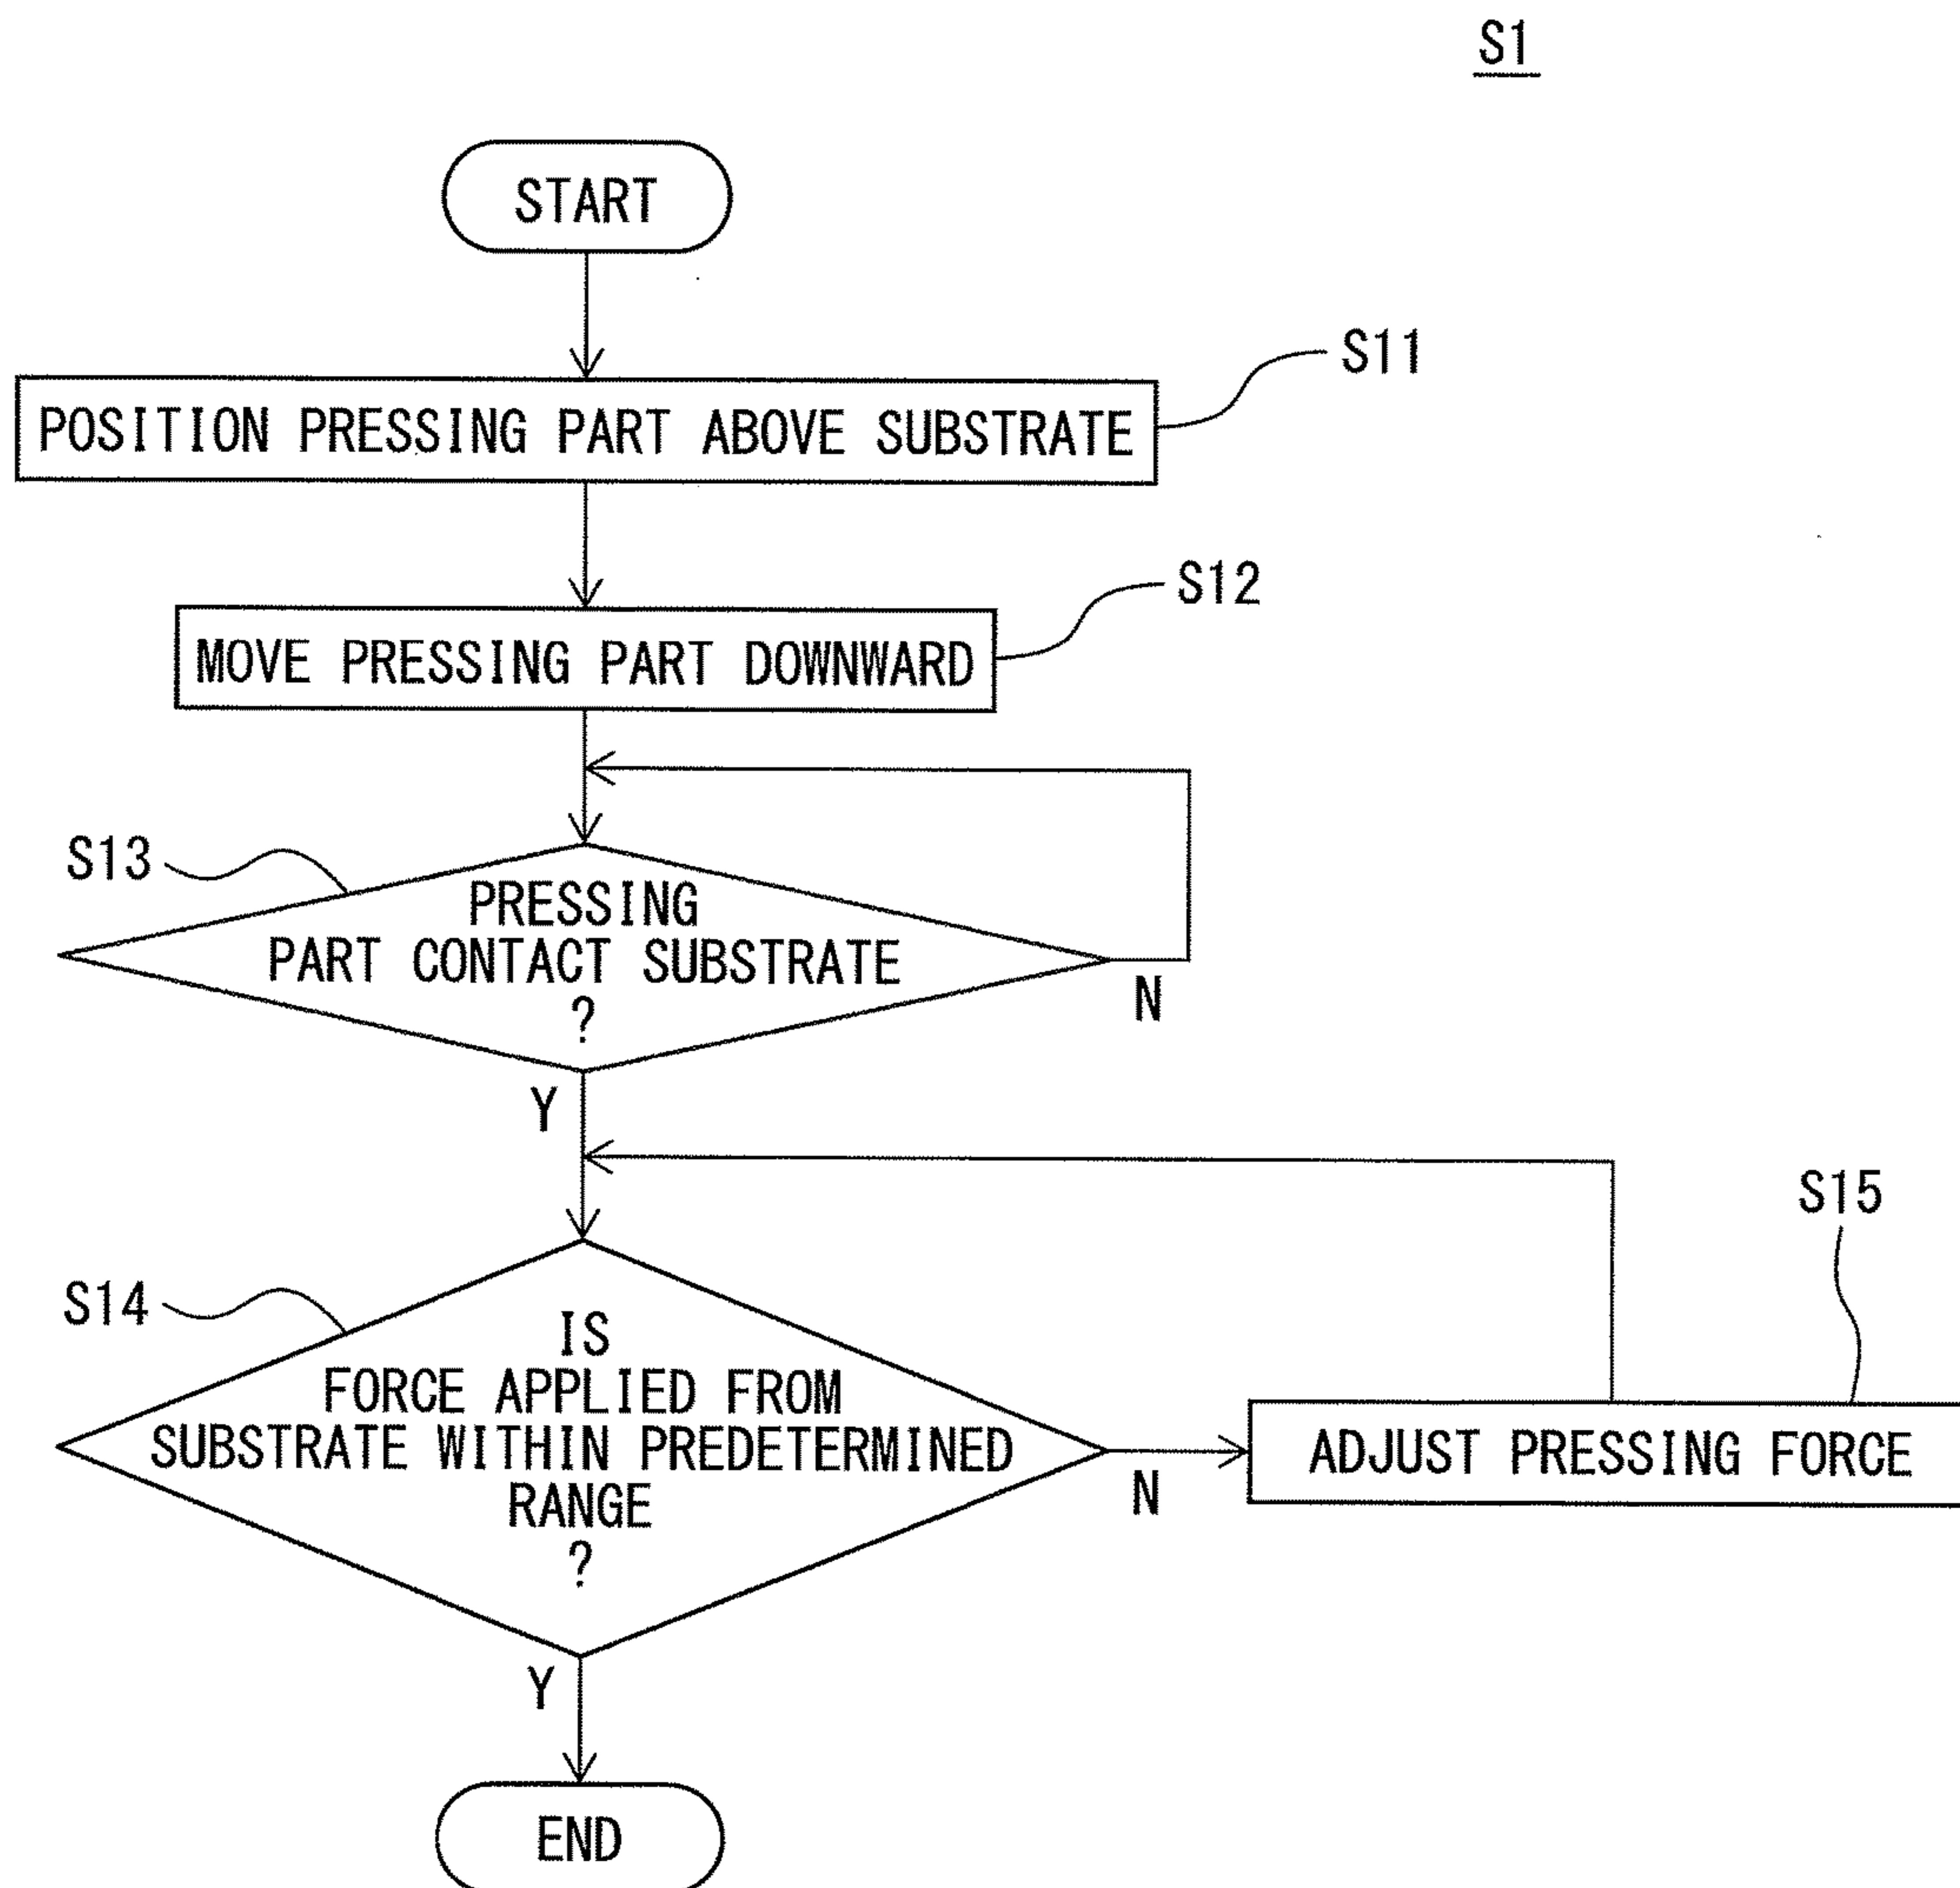 S1
START
S11
POSITION PRESSING PART ABOVE SUBSTRATE
S12
MOVE PRESSING PART DOWNWARD
S13
PRESSING
PART CONTACT SUBSTRATE
?
N
Y
S15
S14
IS
FORCE APPLIED FROM
SUBSTRATE WITHIN PREDETERMINED
RANGE
?
N
ADJUST PRESSING FORCE
Y
END